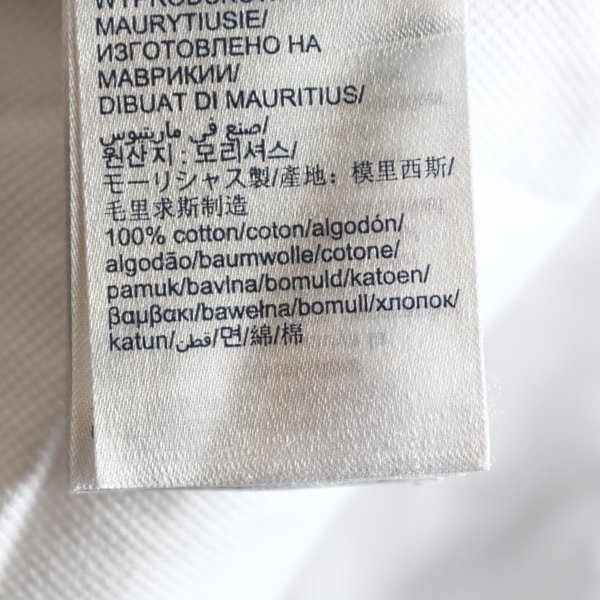 MAURYTIUSIE/
ИЗГОТОВЛЕНО НА
МАВРИКИИ/
DIBUAT DI MAURITIUS/
صنع في ماريتيوس/
원산지 : 모리셔스/
モーリシャス製/產地：模里西斯/
毛里求斯制造
100% cotton/coton/algodón/
algodão/baumwolle/cotone/
pamuk/bavlna/bomuld/katoen/
βαμβακι/bawełna/bomull/хлопок/
katun/قطن/면/綿/棉